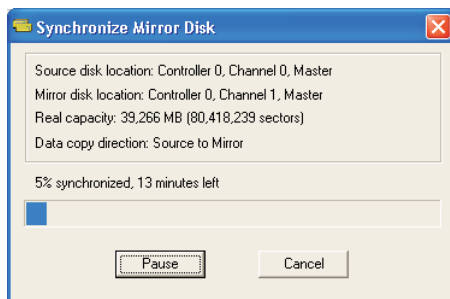 Synchronize Mirror Disk
Source disk location: Controller 0, Channel 0, Master
Mirror disk location: Controller 0, Channel 1, Master
Real capacity: 39,266 MB (80,418,239 sectors)
Data copy direction: Source to Mirror
5% synchronized, 13 minutes left
Pause
Cancel